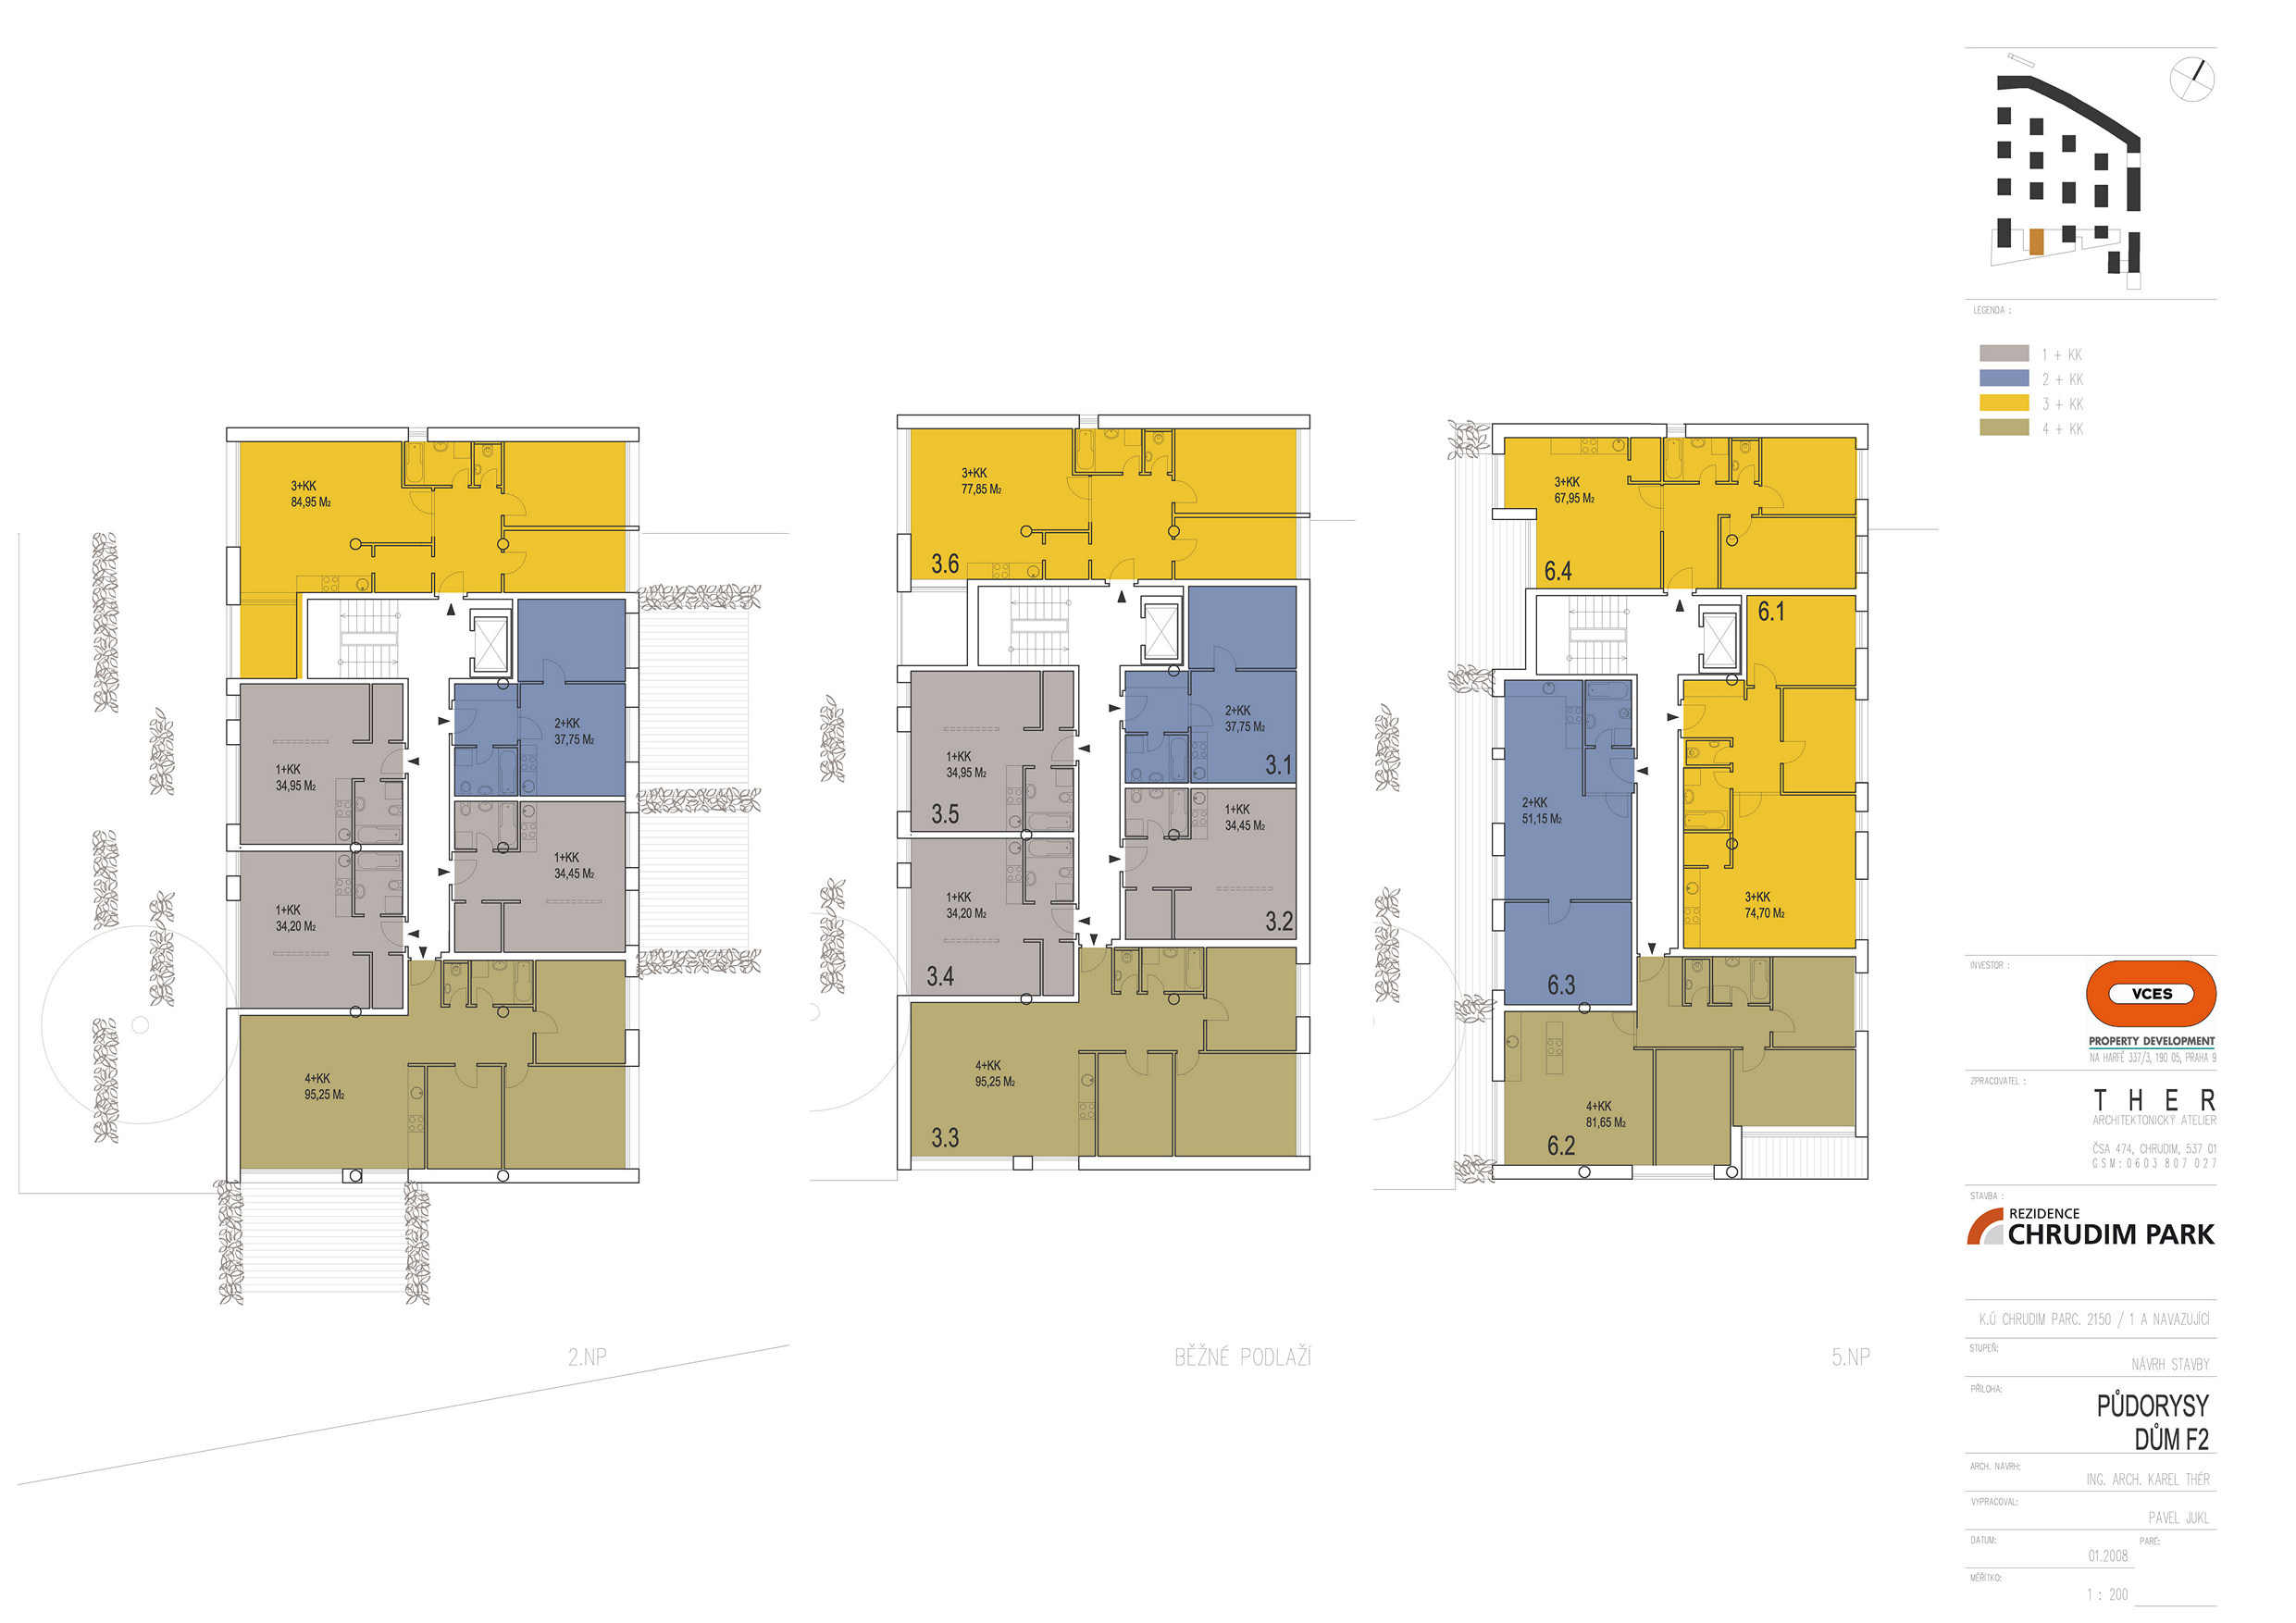 3+KK
84,95 M2
2+KK
37,75 M2
1+KK
34,95 M2
1+KK
34,45 M2
1+KK
34,20 M2
4+KK
95,25 M2
2.NP
3+KK
77,85 M2
3.6
2+KK
37,75 M2
3.1
1+KK
34,95 M2
3.5
1+KK
34,45 M2
3.2
1+KK
34,20 M2
3.4
4+KK
95,25 M2
3.3
BĚŽNÉ PODLAŽÍ
3+KK
67,95 M2
6.4
6.1
2+KK
51,15 M2
3+KK
74,70 M2
6.3
4+KK
81,65 M2
6.2
5.NP
LEGENDA :
1 + KK
2 + KK
3 + KK
4 + KK
INVESTOR :
VCES
PROPERTY DEVELOPMENT
NA HARFĚ 337/3, 190 05, PRAHA 9
ZPRACOVATEL :
THER
ARCHITEKTONICKÝ ATELIER
ČSA 474, CHRUDIM, 537 01
GSM:0603 807 027
STAVBA :
REZIDENCE
CHRUDIM PARK
K.Ú CHRUDIM PARC. 2150 / 1 A NAVAZUJÍCÍ
STUPEŇ:
NÁVRH STAVBY
PŘÍLOHA:
PŮDORYSY
DŮM F2
ARCH. NÁVRH:
ING. ARCH. KAREL THÉR
VYPRACOVAL:
PAVEL JUKL
DATUM:
PARÉ:
01.2008
MĚŘÍTKO:
1 : 200